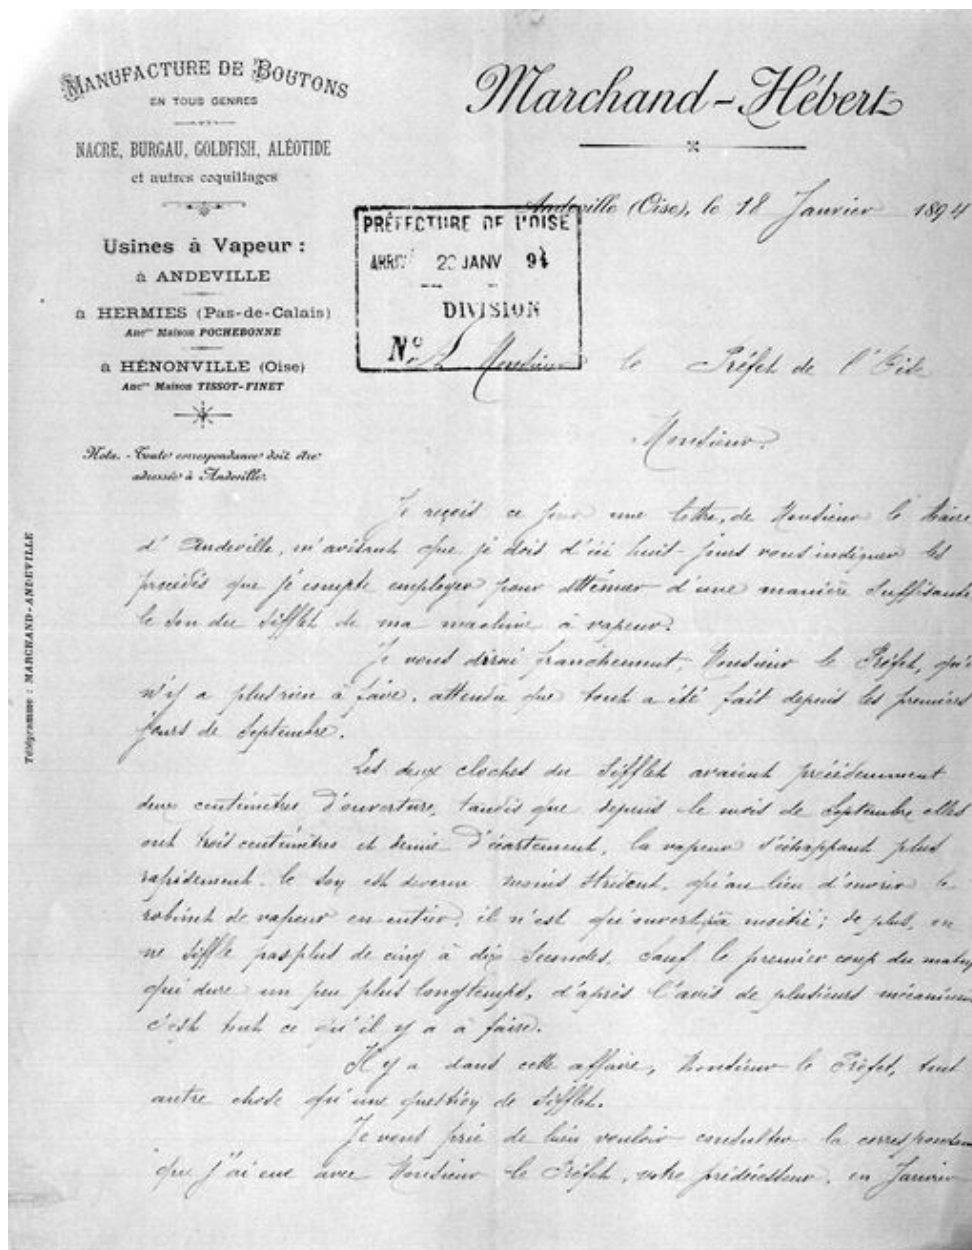 MANUFACTURE DE BOUTONS
EN TOUS GENRES
NACRE, BURGAU, GOLDFISH, ALÉOTIDE
et autres coquillages
Usines à Vapeur :
à ANDEVILLE
à HERMIES (Pas-de-Calais)
Anc^ne Maison POCHEBONNE
à HÉNONVILLE (Oise)
Anc^ne Maison TISSOT-FINET
Nota. - Toute correspondance doit être
adressée à Andeville
Télégramme : MARCHAND-ANDEVILLE
Marchand-Hébert
Andeville (Oise), le 18 Janvier 1894
PRÉFECTURE DE L'OISE
ARRIVÉ JANV 94
DIVISION
N°
A Monsieur le Préfet de l'Oise
Monsieur
Je reçois ce jour une lettre, de Monsieur le Maire
d'Andeville, m'avisant que je dois d'ici huit jours vous indiquer les
procédés que je compte employer pour atténuer d'une manière suffisante
le son du sifflet de ma machine à vapeur.
Je vous dirai franchement, Monsieur le Préfet, qu'il
n'y a plus rien à faire, attendu que tout a été fait depuis les premiers
jours de Septembre.
Les deux cloches du sifflet avaient précédemment
deux centimètres d'ouverture, tandis que depuis le mois de Septembre elles
ont trois centimètres et demie d'écartement, la vapeur s'échappant plus
rapidement, le son est devenu moins strident, qu'au lieu d'ouvrir le
robinet de vapeur en entier, il n'est qu'ouvert à moitié ; de plus, on
ne siffle pas plus de cinq à dix secondes, sauf le premier coup du matin
qui dure un peu plus longtemps, d'après l'avis de plusieurs mécaniciens
c'est tout ce qu'il y a à faire.
Il y a dans cette affaire, Monsieur le Préfet, tout
autre chose qu'une question de sifflet.
Je vous prie de bien vouloir consulter la correspondance
que j'ai eue avec Monsieur le Préfet, votre prédécesseur, en Janvier